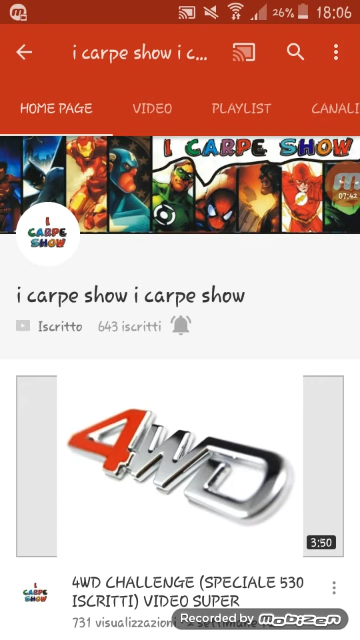 26% 18:06
i carpe show i c...
HOME PAGE VIDEO PLAYLIST CANALI
I CARPE SHOW
07:42
I
CARPE
SHOW
i carpe show i carpe show
Iscritto 643 iscritti
4WD
3:50
I
CARPE
SHOW
4WD CHALLENGE (SPECIALE 530
ISCRITTI) VIDEO SUPER
731 visualizzazioni
Recorded by Mobizen